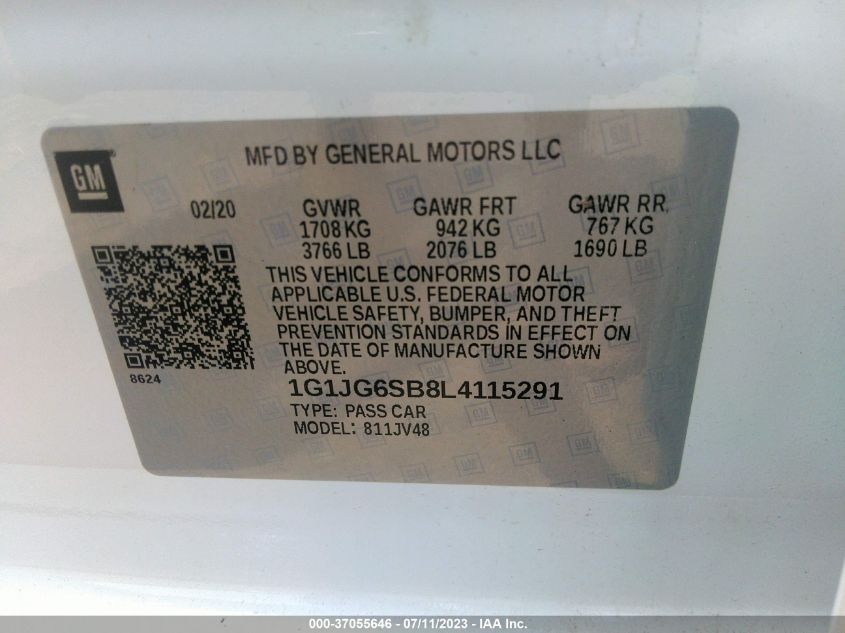 MFD BY GENERAL MOTORS LLC
GM
02/20 GVWR GAWR FRT GAWR RR
1708 KG 942 KG 767 KG
3766 LB 2076 LB 1690 LB
THIS VEHICLE CONFORMS TO ALL
APPLICABLE U.S. FEDERAL MOTOR
VEHICLE SAFETY, BUMPER, AND THEFT
PREVENTION STANDARDS IN EFFECT ON
THE DATE OF MANUFACTURE SHOWN
ABOVE.
8624
1G1JG6SB8L4115291
TYPE: PASS CAR
MODEL: 811JV48
000-37055646 - 07/11/2023 - IAA Inc.